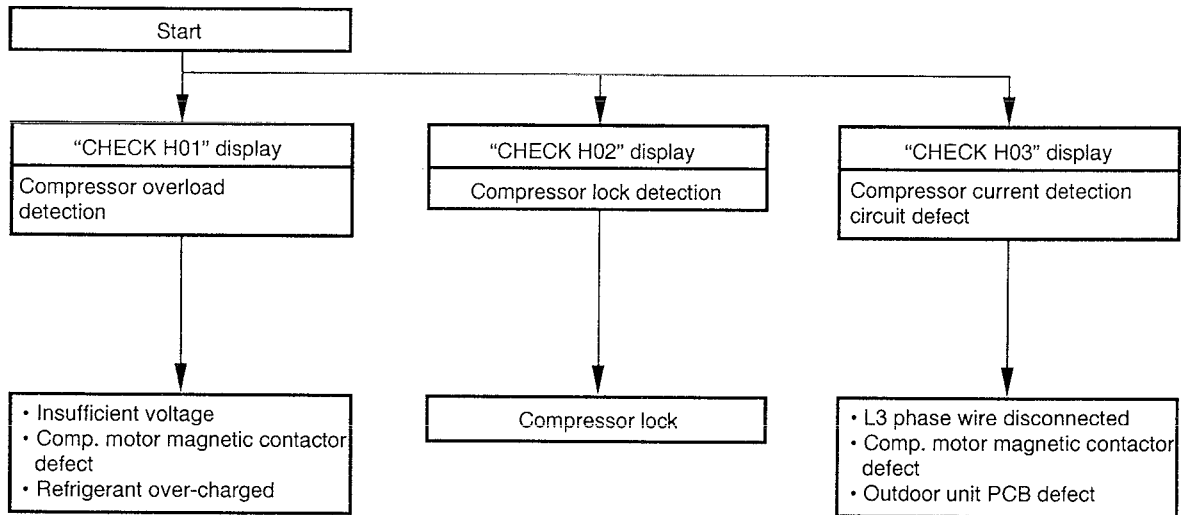 Start
“CHECK H01” display
Compressor overload
detection
“CHECK H02” display
Compressor lock detection
“CHECK H03” display
Compressor current detection
circuit defect
• Insufficient voltage
• Comp. motor magnetic contactor
defect
• Refrigerant over-charged
Compressor lock
• L3 phase wire disconnected
• Comp. motor magnetic contactor
defect
• Outdoor unit PCB defect